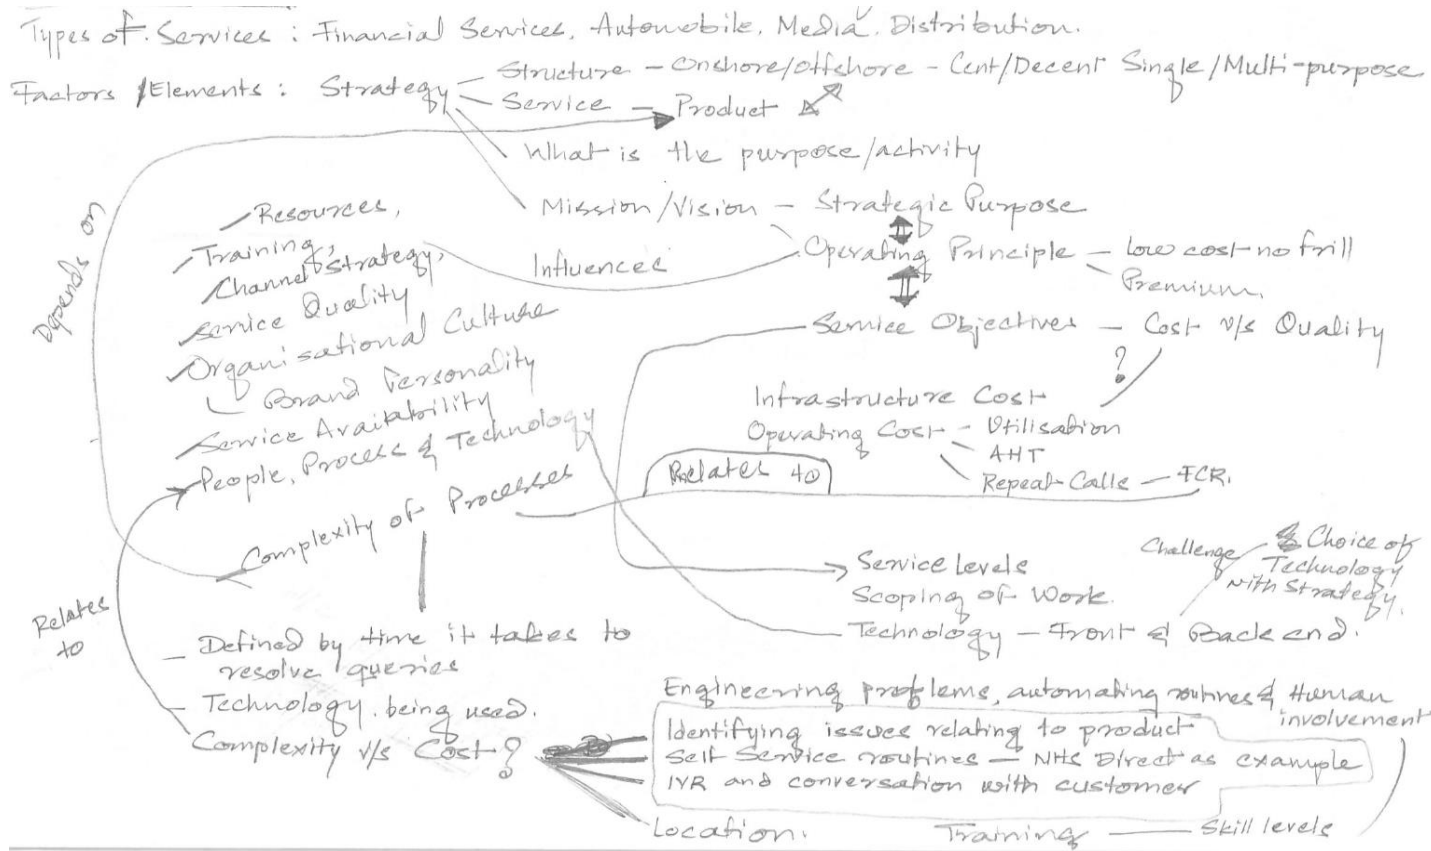 Types of Services : Financial Services, Automobile, Media, Distribution.
Structure – Onshore/Offshore – Cent/Decent Single/Multi-purpose
Factors /Elements : Strategy
Service – Product
What is the purpose/activity
Mission/Vision – Strategic Purpose
Operating Principle – Low cost no frill
Premium.
Service Objectives – Cost v/s Quality
?
Infrastructure Cost
Operating Cost – Utilisation
AHT
Repeat Calls – FCR.
Influences
Depends on
Resources,
Training,
Channel Strategy,
Service Quality
Organisational Culture
Brand Personality
Service Availability
People, Process & Technology
Complexity of Processes
Relates to
Service levels
Scoping of Work.
Technology – Front & Back end.
Challenge
Choice of
Technology
with Strategy.
Relates
to
– Defined by time it takes to
resolve queries
– Technology being used.
Complexity v/s Cost?
Engineering problems, automating routines & Human
involvement
Identifying issues relating to product
Self Service routines – NHS Direct as example
IVR and conversation with customer
Location.
Training – Skill levels